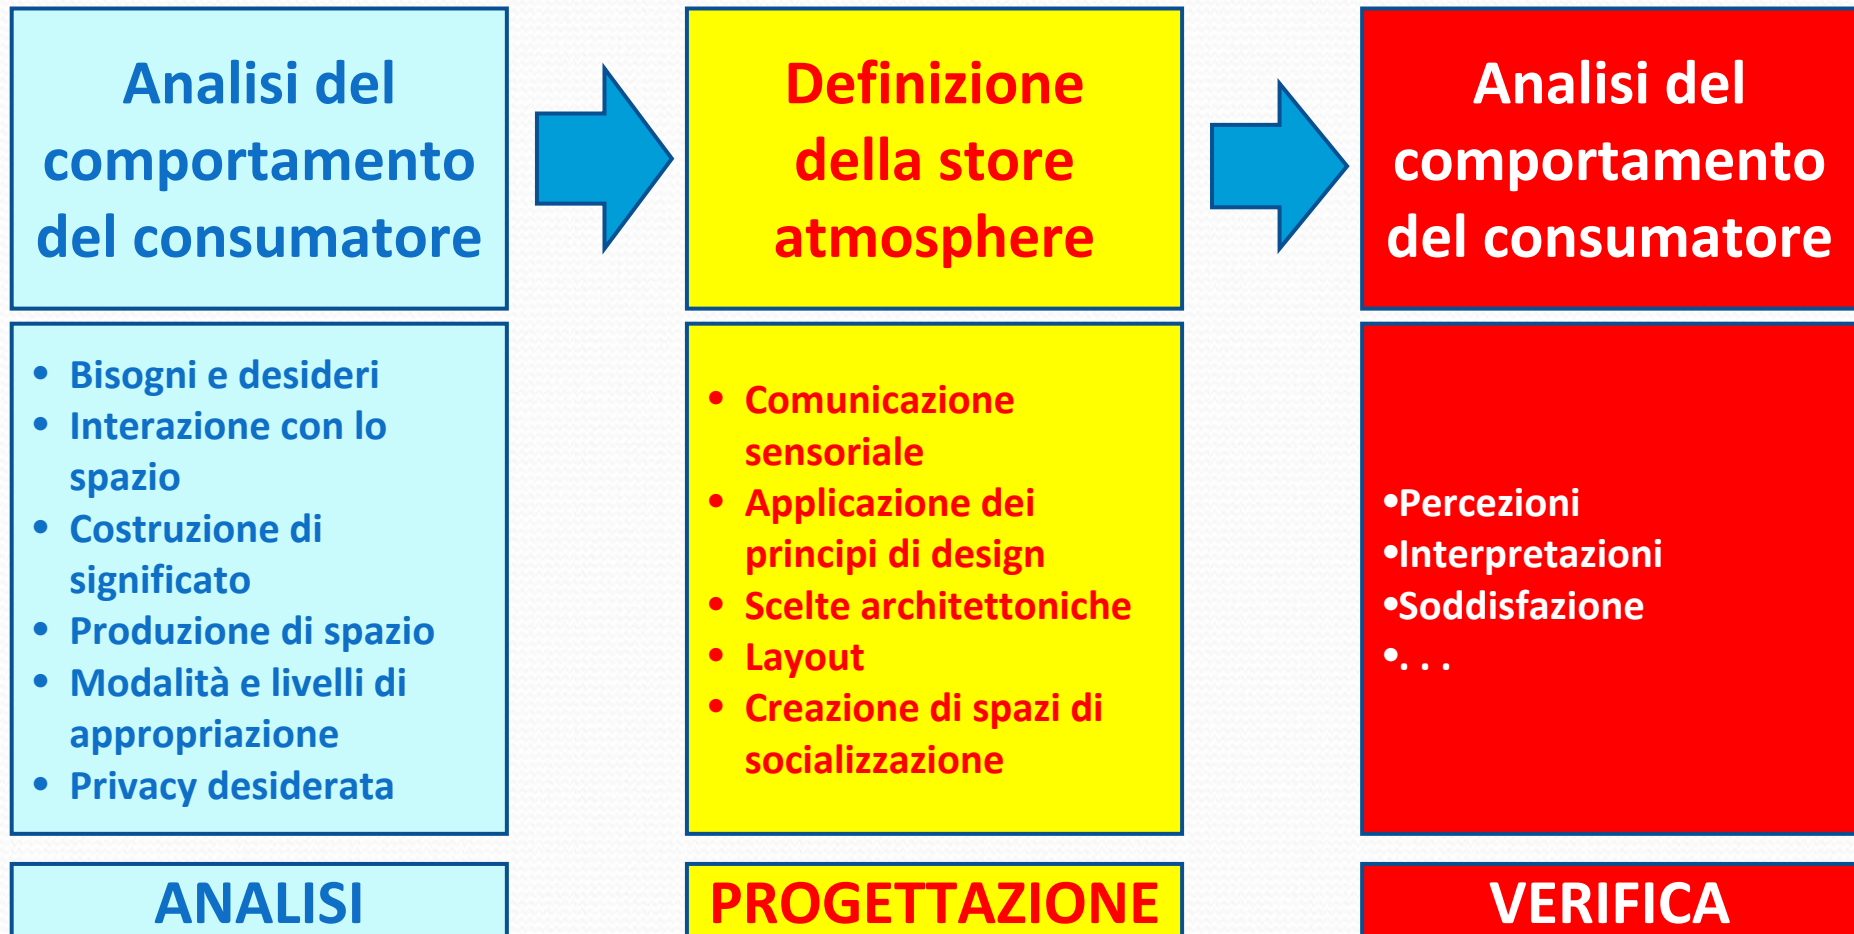 Analisi del
comportamento
del consumatore
Definizione
della store
atmosphere
Analisi del
comportamento
del consumatore
• Bisogni e desideri
• Interazione con lo
spazio
• Costruzione di
significato
• Produzione di spazio
• Modalità e livelli di
appropriazione
• Privacy desiderata
• Comunicazione
sensoriale
• Applicazione dei
principi di design
• Scelte architettoniche
• Layout
• Creazione di spazi di
socializzazione
•Percezioni
•Interpretazioni
•Soddisfazione
•. . .
ANALISI
PROGETTAZIONE
VERIFICA